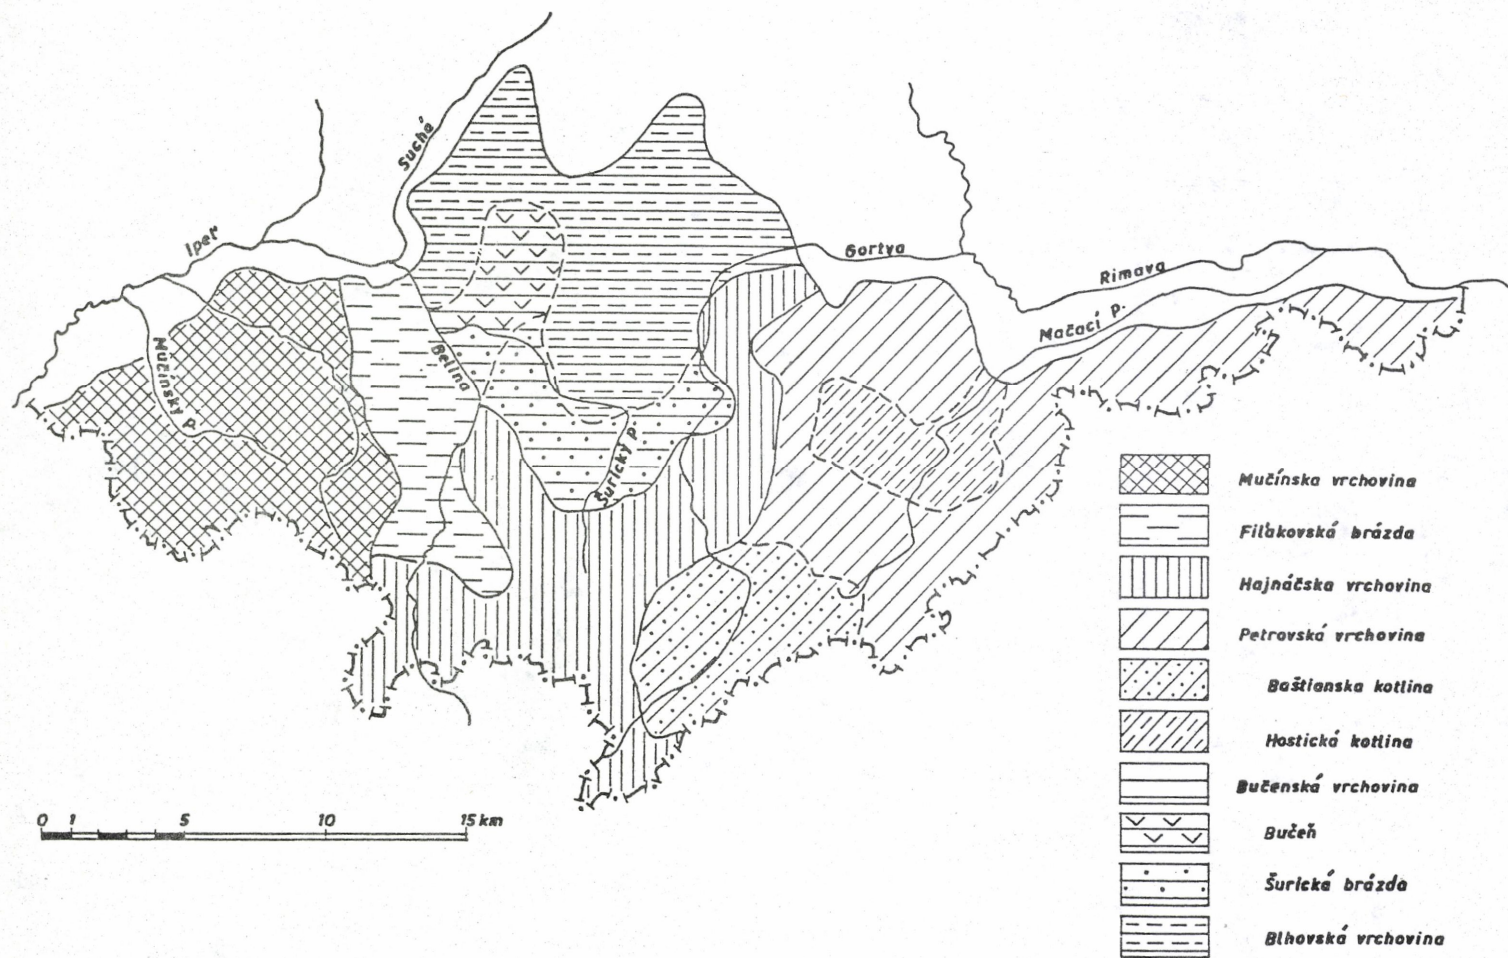 Suchá
Ipeľ
Gortva
Rimava
Mačací p.
Mučínský p.
Belina
Šurický p.
Mučínska vrchovina
Fiľakovská brázda
Hajnáčska vrchovina
Petrovská vrchovina
Baštianska kotlina
Hostická kotlina
Bučenská vrchovina
Bučeň
Šurická brázda
Blhovská vrchovina
0 1 5 10 15 km